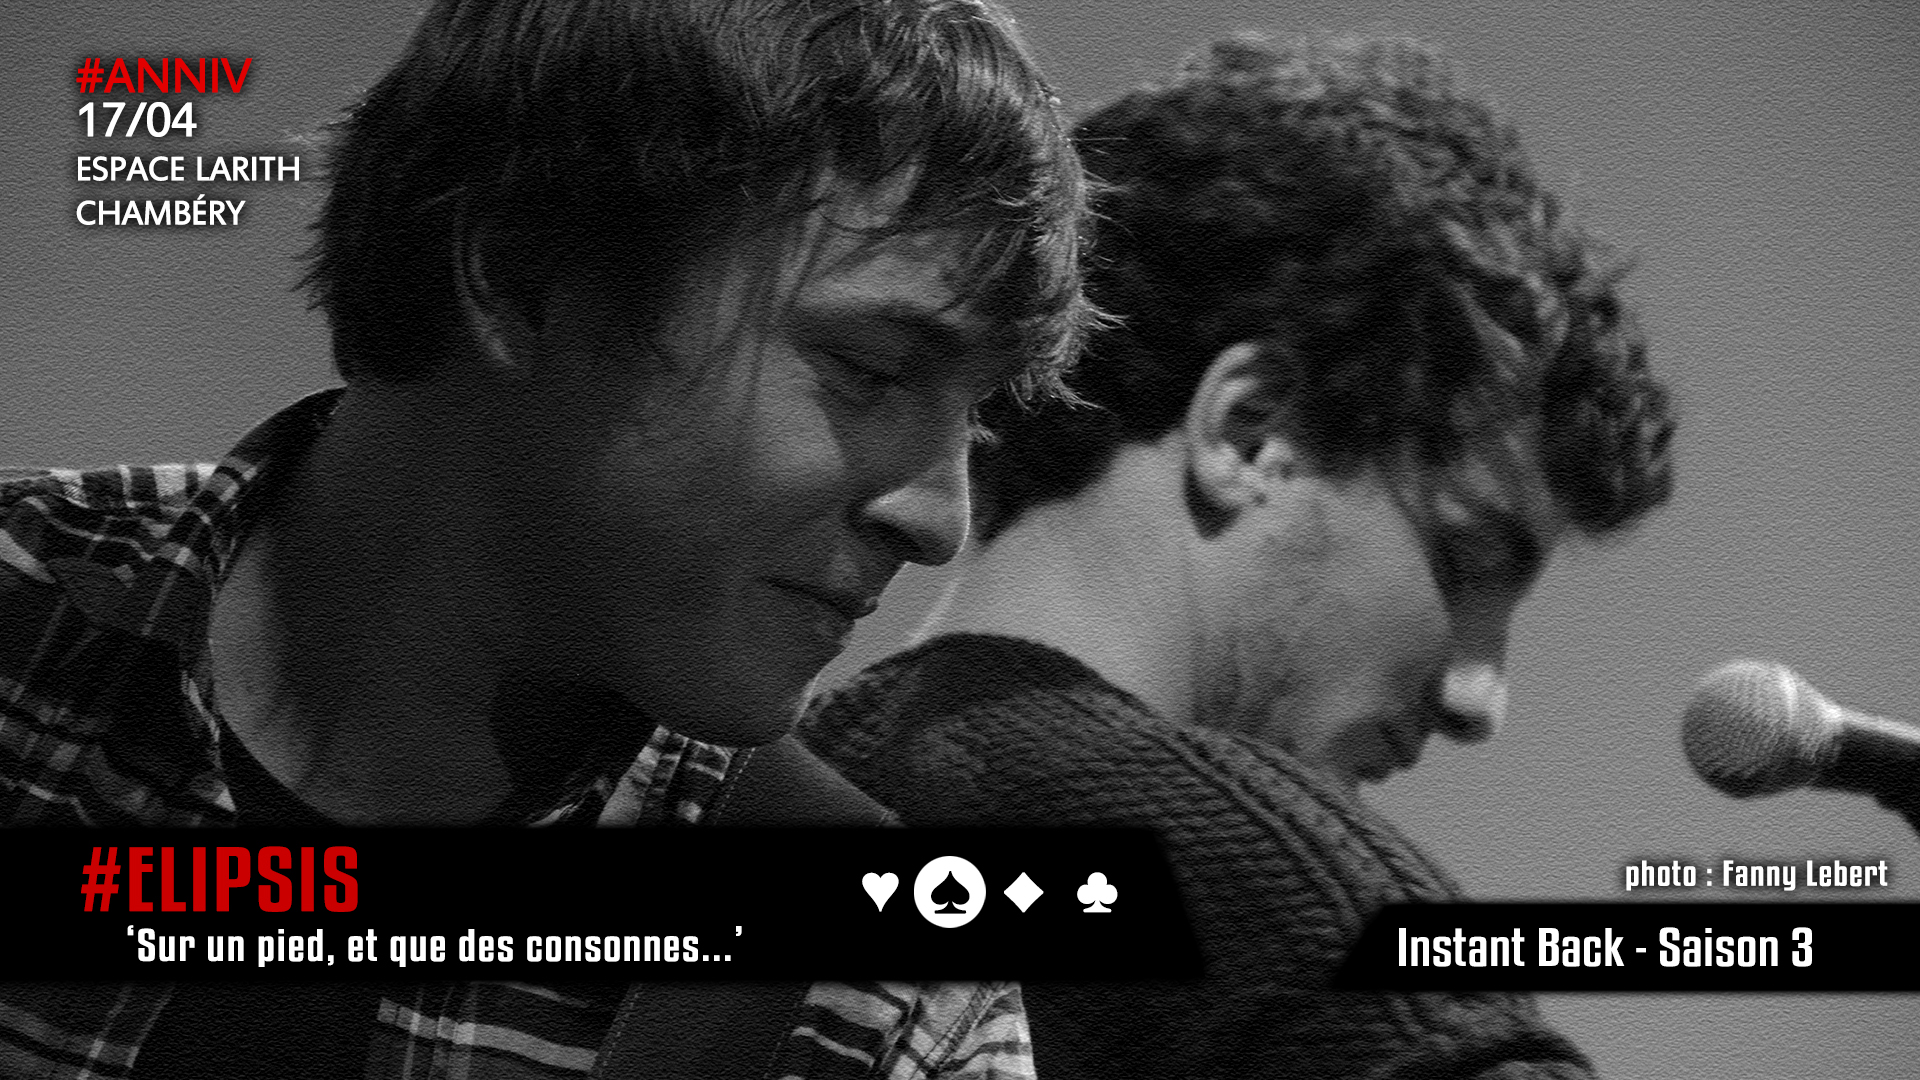 #ANNIV
17/04
ESPACE LARITH
CHAMBÉRY
#ELIPSIS
‘Sur un pied, et que des consonnes...’
photo : Fanny Lebert
Instant Back - Saison 3